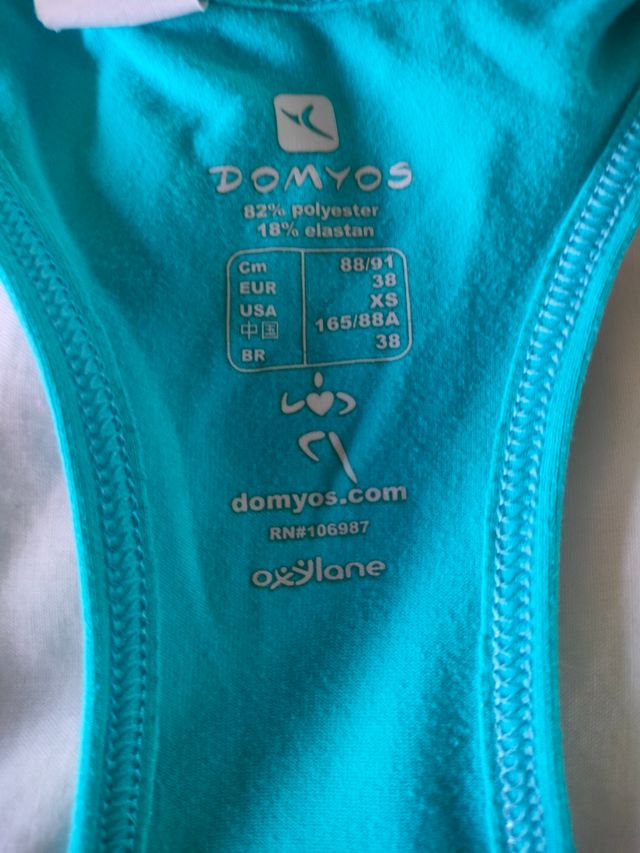 DOMYOS
82% polyester
18% elastan
Cm 88/91
EUR 38
USA XS
中国 165/88A
BR 38
domyos.com
RN#106987
oxylane